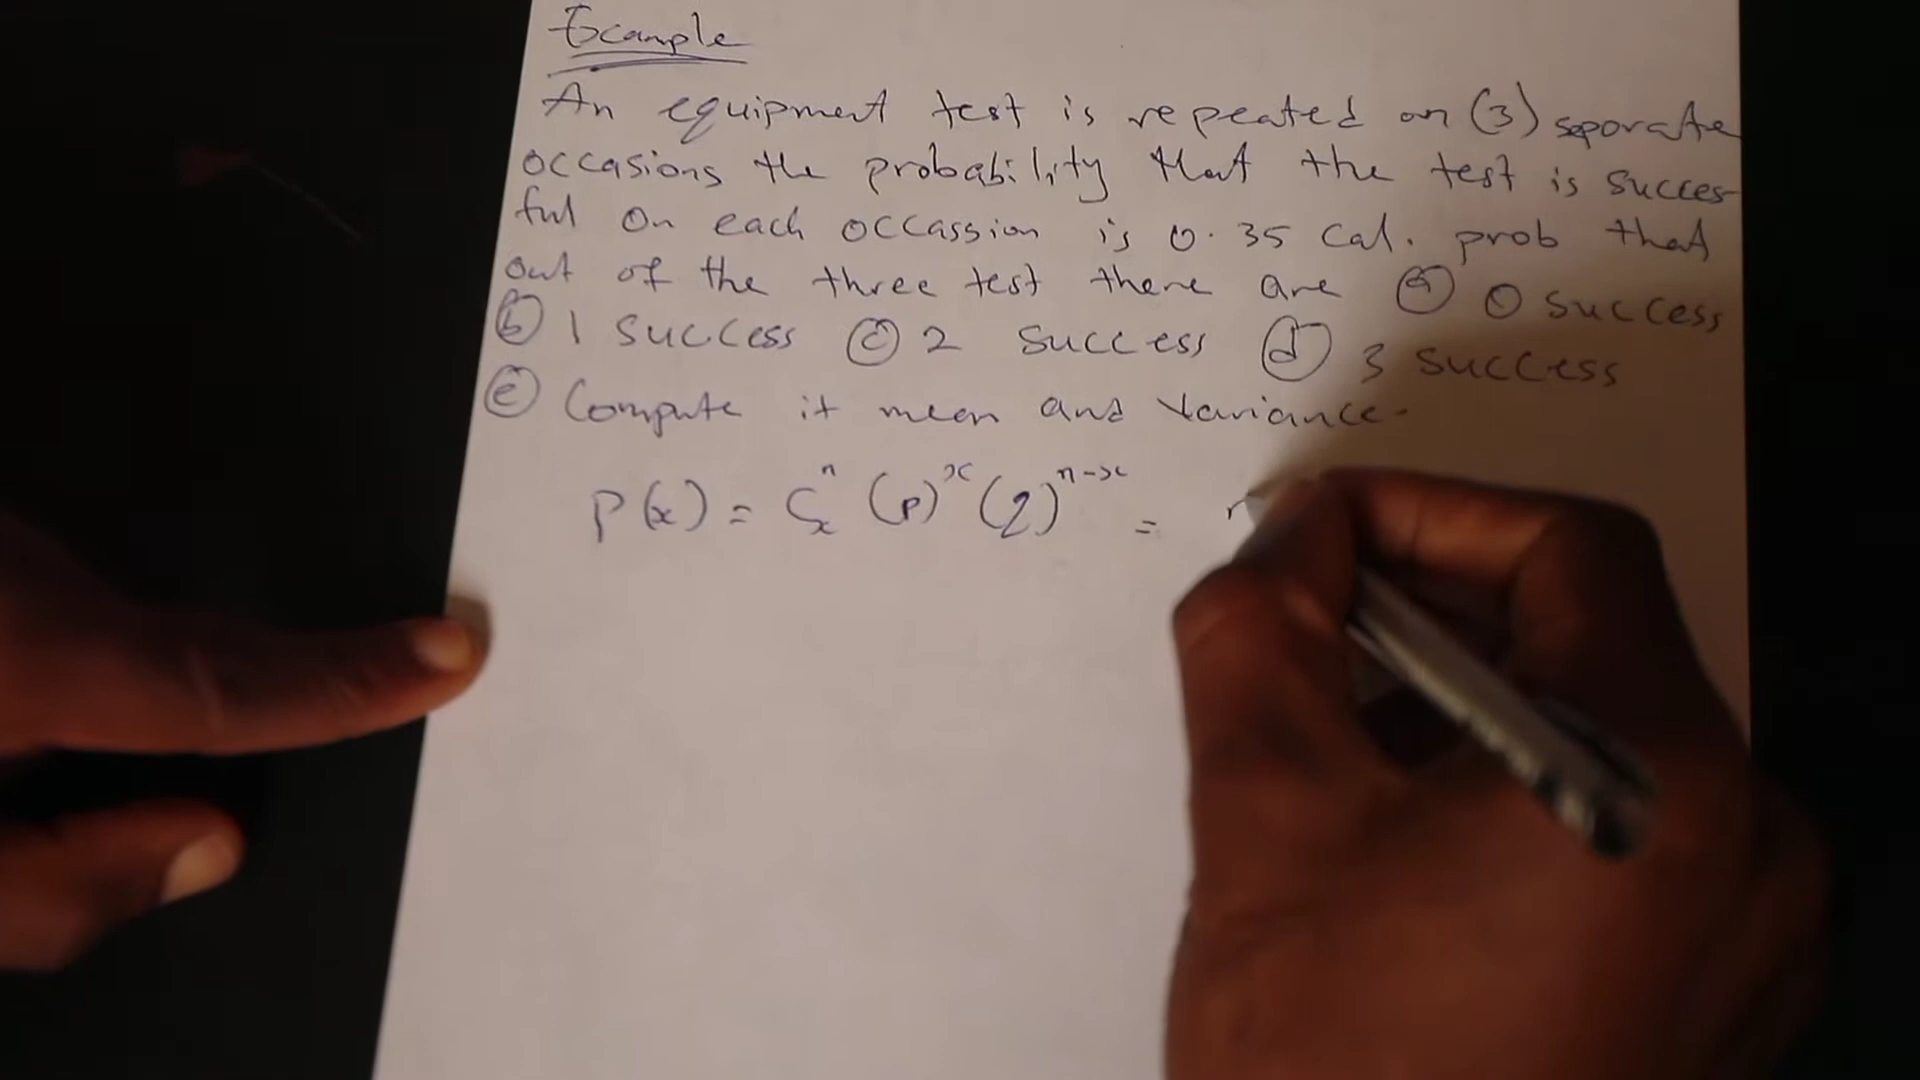 Example
An equipment test is repeated on (3) seporate
occasions the probability that the test is succes-
ful on each occassion is 0.35 Cal. prob that
out of the three test there are (a) 0 success
(b) 1 success (c) 2 success (d) 3 success
(e) Compute it mean and variance.
P(x) = Cₓⁿ (p)ˣ (q)ⁿ⁻ˣ =